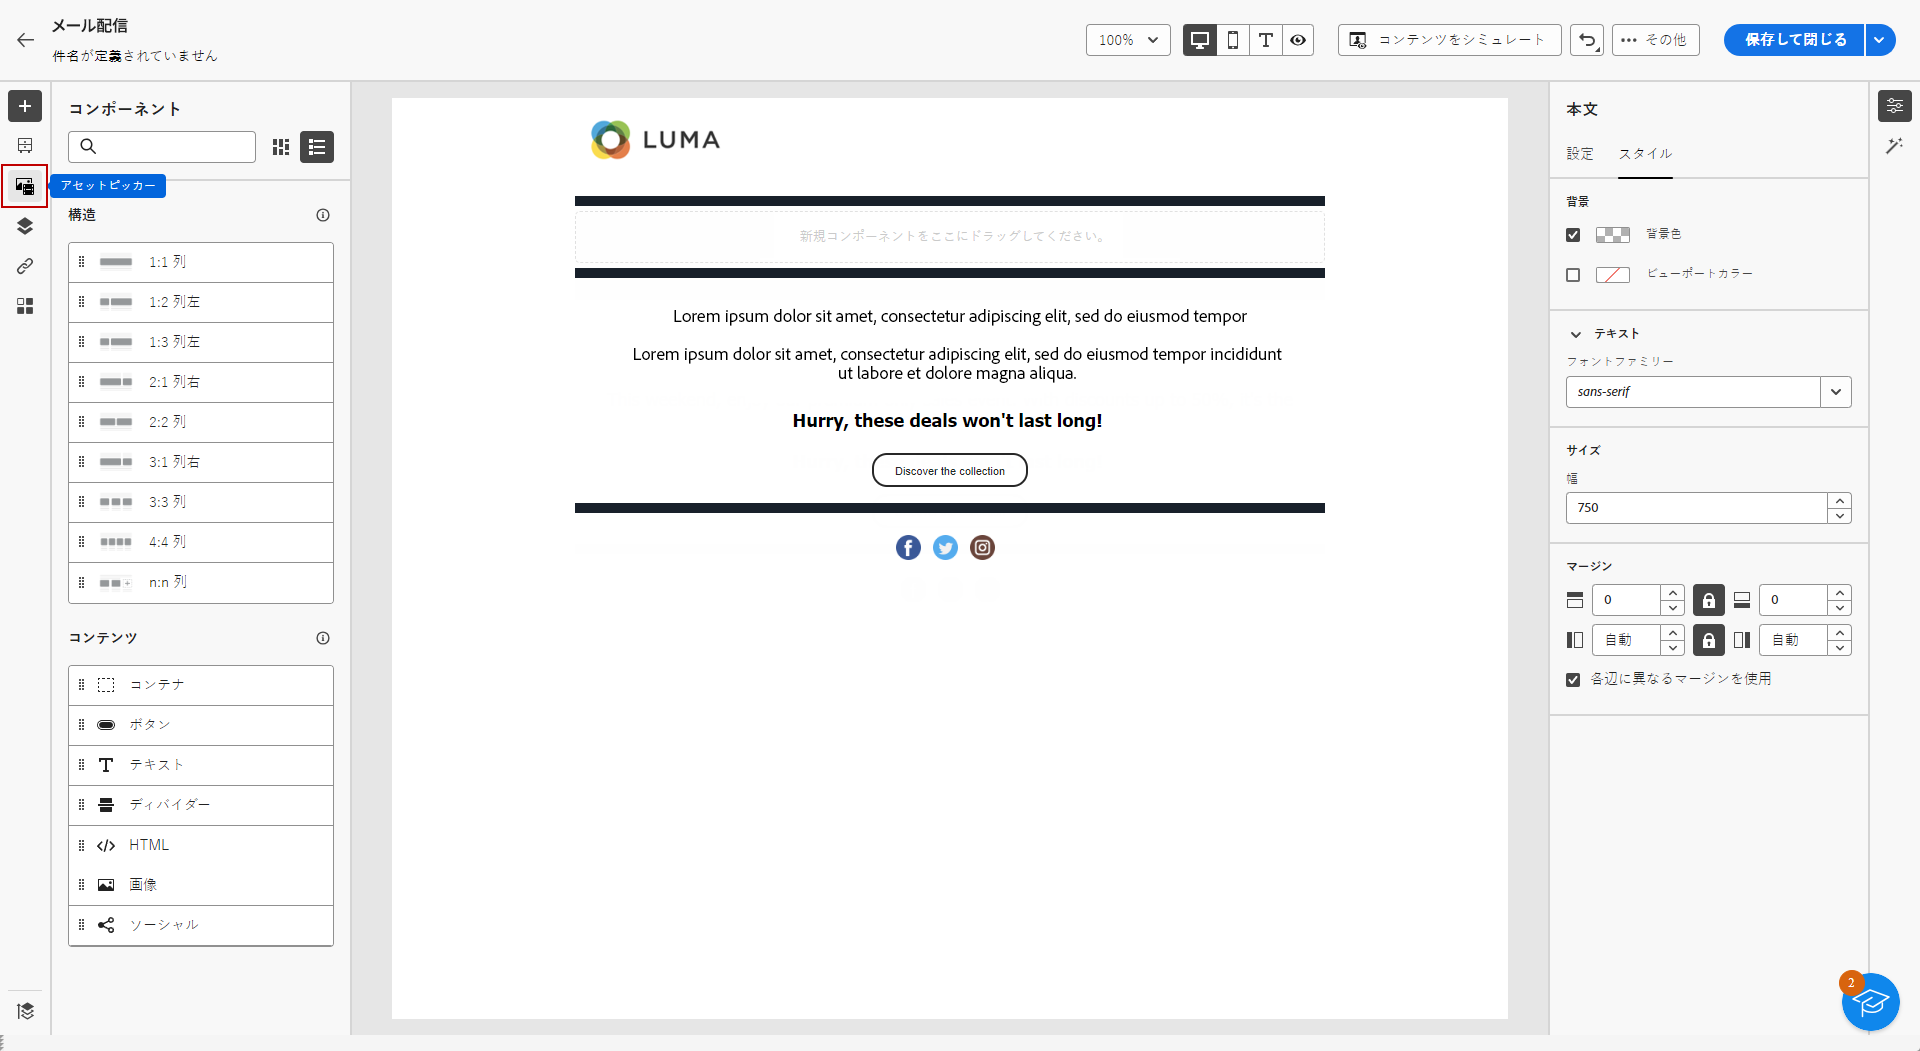 メール配信
件名が定義されていません
100%
コンテンツをシミュレート
その他
保存して閉じる
コンポーネント
アセットピッカー
構造
1:1 列
1:2 列左
1:3 列左
2:1 列右
2:2 列
3:1 列右
3:3 列
4:4 列
n:n 列
コンテンツ
コンテナ
ボタン
テキスト
ディバイダー
HTML
画像
ソーシャル
LUMA
新規コンポーネントをここにドラッグしてください。
Lorem ipsum dolor sit amet, consectetur adipiscing elit, sed do eiusmod tempor
Lorem ipsum dolor sit amet, consectetur adipiscing elit, sed do eiusmod tempor incididunt
ut labore et dolore magna aliqua.
Hurry, these deals won't last long!
Discover the collection
本文
設定 スタイル
背景
背景色
ビューポートカラー
テキスト
フォントファミリー
sans-serif
サイズ
幅
750
マージン
0 0
自動 自動
各辺に異なるマージンを使用
2